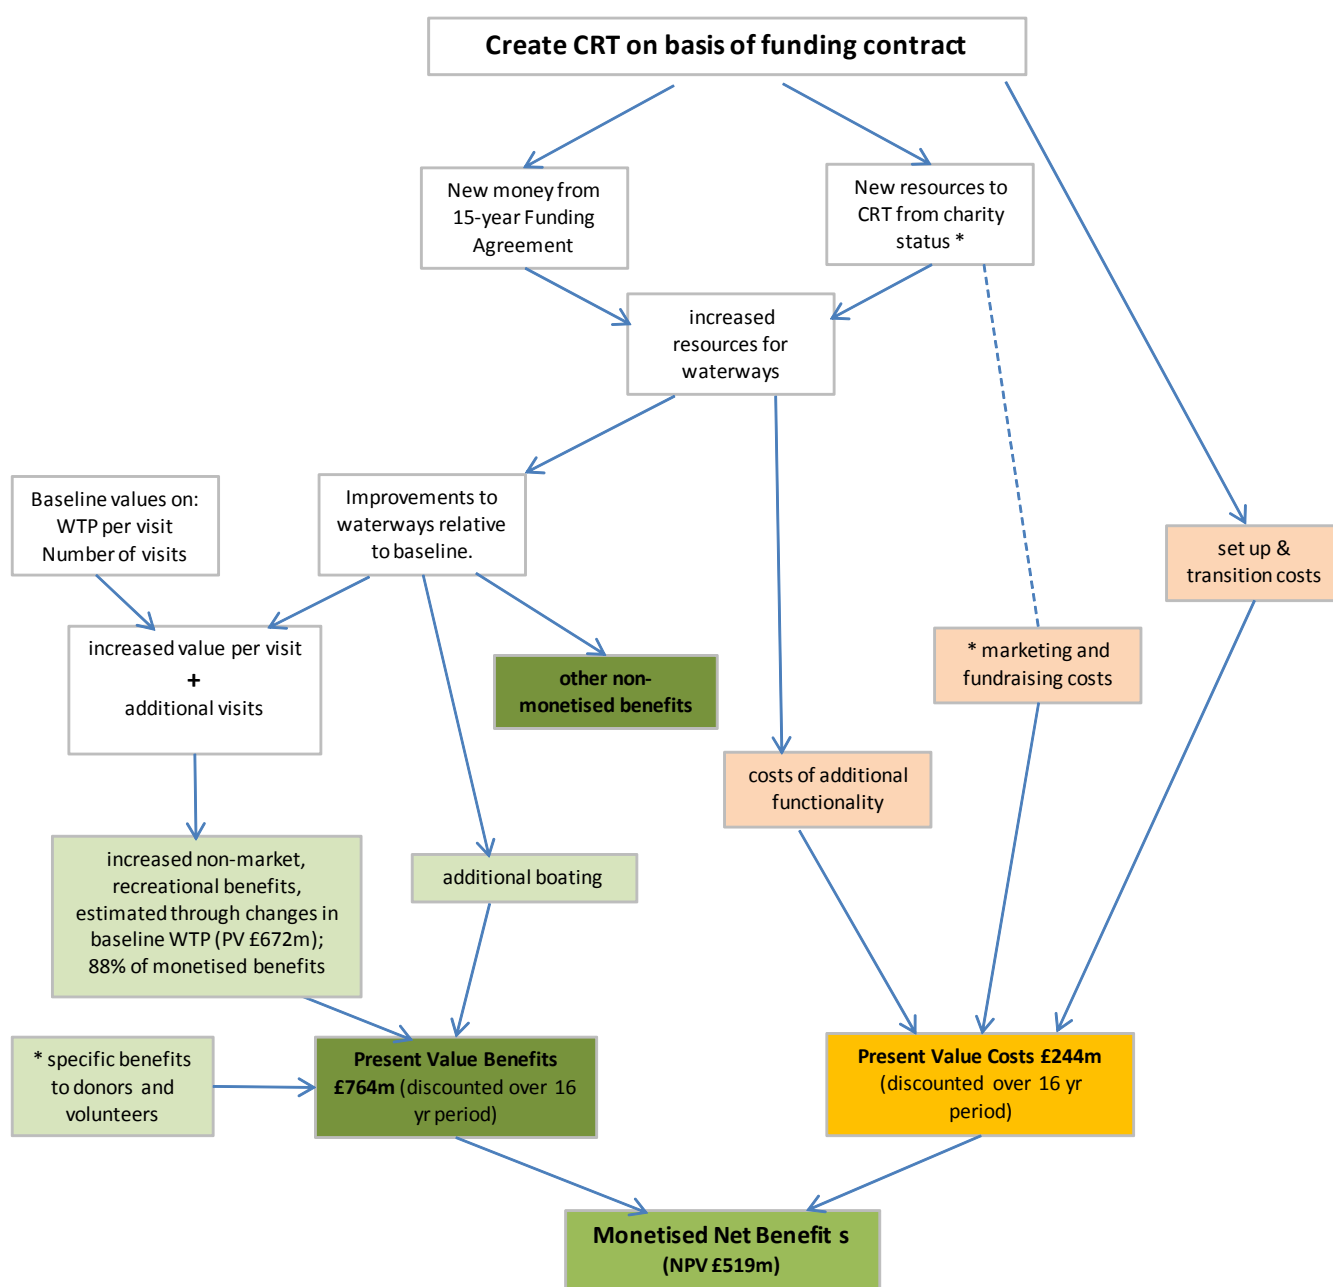 Create CRT on basis of funding contract
New money from
15-year Funding
Agreement
New resources to
CRT from charity
status *
increased
resources for
waterways
Baseline values on:
WTP per visit
Number of visits
Improvements to
waterways relative
to baseline.
set up &
transition costs
increased value per visit
+
additional visits
other non-
monetised benefits
* marketing and
fundraising costs
costs of additional
functionality
increased non-market,
recreational benefits,
estimated through changes in
baseline WTP (PV £672m);
88% of monetised benefits
additional boating
* specific benefits
to donors and
volunteers
Present Value Benefits
£764m (discounted over 16
yr period)
Present Value Costs £244m
(discounted over 16 yr
period)
Monetised Net Benefit s
(NPV £519m)